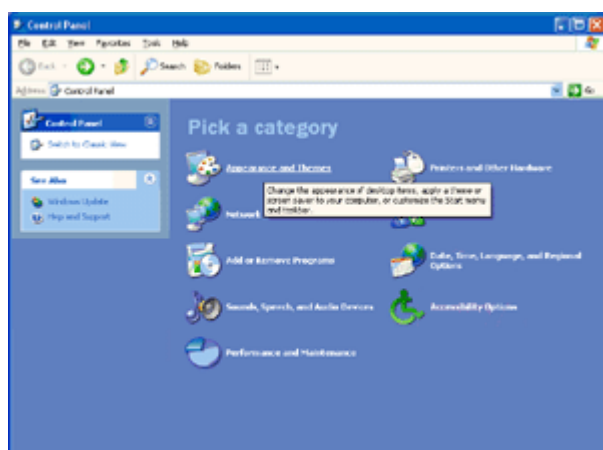 Control Panel
File Edit View Favorites Tools Help
Back Search Folders
Address Control Panel Go
Control Panel
Switch to Classic View
See Also
Windows Update
Help and Support
Pick a category
Appearance and Themes
Printers and Other Hardware
Change the appearance of desktop items, apply a theme or
screen saver to your computer, or customize the Start menu
and taskbar.
Network
Add or Remove Programs
Date, Time, Language, and Regional
Options
Sounds, Speech, and Audio Devices
Accessibility Options
Performance and Maintenance